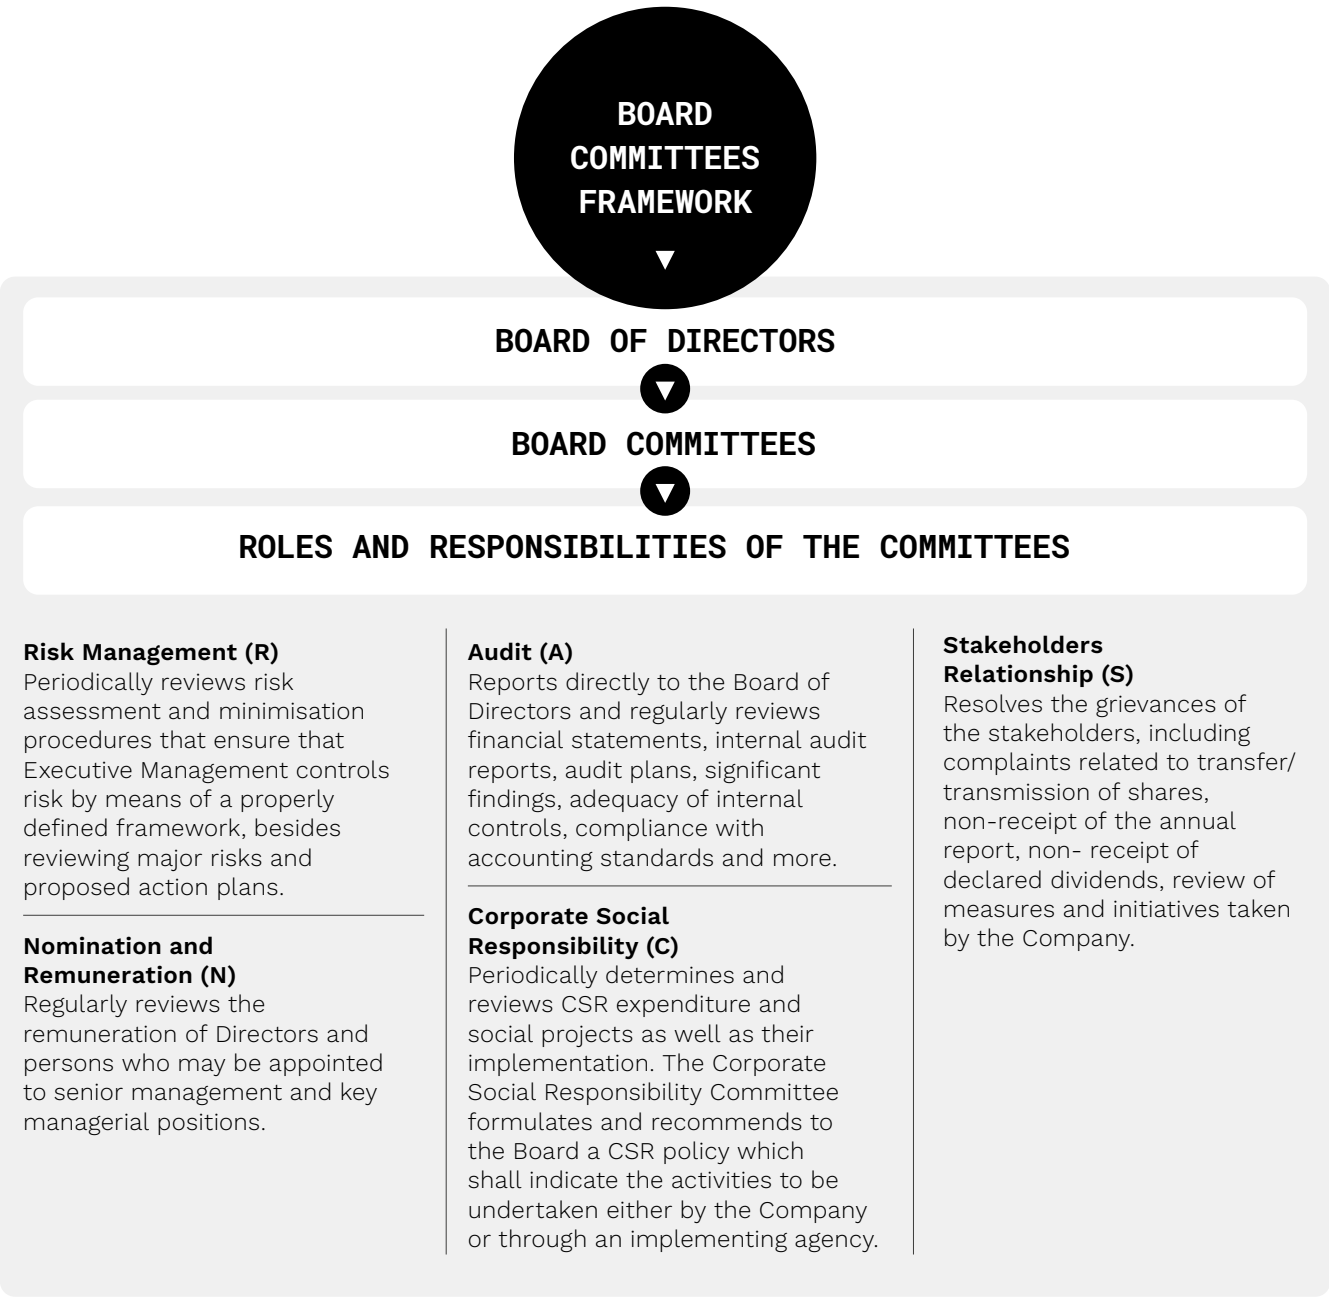 BOARD
COMMITTEES
FRAMEWORK
BOARD OF DIRECTORS
BOARD COMMITTEES
ROLES AND RESPONSIBILITIES OF THE COMMITTEES
Risk Management (R)
Periodically reviews risk
assessment and minimisation
procedures that ensure that
Executive Management controls
risk by means of a properly
defined framework, besides
reviewing major risks and
proposed action plans.
Nomination and
Remuneration (N)
Regularly reviews the
remuneration of Directors and
persons who may be appointed
to senior management and key
managerial positions.
Audit (A)
Reports directly to the Board of
Directors and regularly reviews
financial statements, internal audit
reports, audit plans, significant
findings, adequacy of internal
controls, compliance with
accounting standards and more.
Corporate Social
Responsibility (C)
Periodically determines and
reviews CSR expenditure and
social projects as well as their
implementation. The Corporate
Social Responsibility Committee
formulates and recommends to
the Board a CSR policy which
shall indicate the activities to be
undertaken either by the Company
or through an implementing agency.
Stakeholders
Relationship (S)
Resolves the grievances of
the stakeholders, including
complaints related to transfer/
transmission of shares,
non-receipt of the annual
report, non- receipt of
declared dividends, review of
measures and initiatives taken
by the Company.